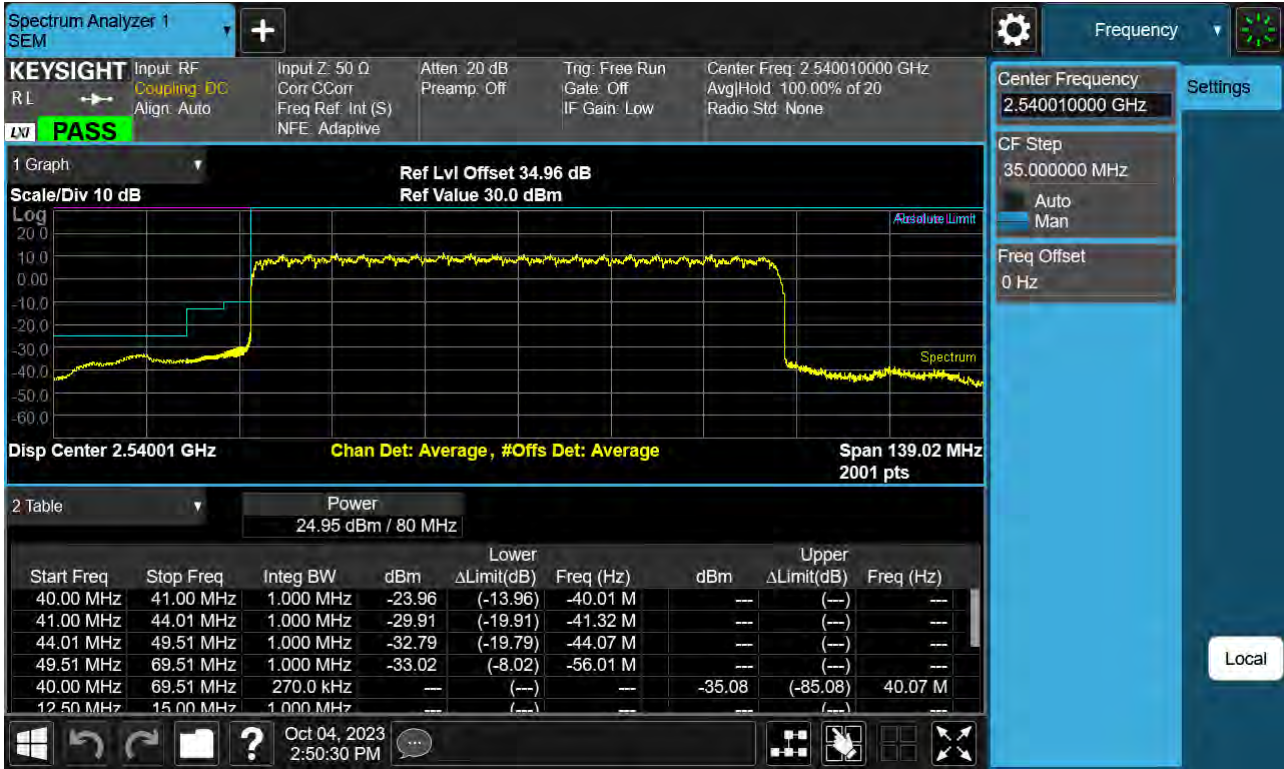 Spectrum Analyzer 1
SEM
Frequency
KEYSIGHT
RL
LXI
PASS
Input: RF
Coupling: DC
Align: Auto
Input Z: 50 Ω
Corr CCorr
Freq Ref: Int (S)
NFE: Adaptive
Atten: 20 dB
Preamp: Off
Trig: Free Run
Gate: Off
IF Gain: Low
Center Freq: 2.540010000 GHz
Avg|Hold: 100.00% of 20
Radio Std: None
Center Frequency
2.540010000 GHz
Settings
CF Step
35.000000 MHz
Auto
Man
Freq Offset
0 Hz
Local
1 Graph
Scale/Div 10 dB
Ref Lvl Offset 34.96 dB
Ref Value 30.0 dBm
Log
20.0
10.0
0.00
-10.0
-20.0
-30.0
-40.0
-50.0
-60.0
Absolute Limit
Spectrum
Disp Center 2.54001 GHz
Chan Det: Average, #Offs Det: Average
Span 139.02 MHz
2001 pts
2 Table
Power
24.95 dBm / 80 MHz
Lower Upper
Start Freq Stop Freq Integ BW dBm ΔLimit(dB) Freq (Hz) dBm ΔLimit(dB) Freq (Hz)
40.00 MHz 41.00 MHz 1.000 MHz -23.96 (-13.96) -40.01 M --- (---) ---
41.00 MHz 44.01 MHz 1.000 MHz -29.91 (-19.91) -41.32 M --- (---) ---
44.01 MHz 49.51 MHz 1.000 MHz -32.79 (-19.79) -44.07 M --- (---) ---
49.51 MHz 69.51 MHz 1.000 MHz -33.02 (-8.02) -56.01 M --- (---) ---
40.00 MHz 69.51 MHz 270.0 kHz --- (---) --- -35.08 (-85.08) 40.07 M
12.50 MHz 15.00 MHz 1.000 MHz --- (---) --- --- (---) ---
Oct 04, 2023
2:50:30 PM